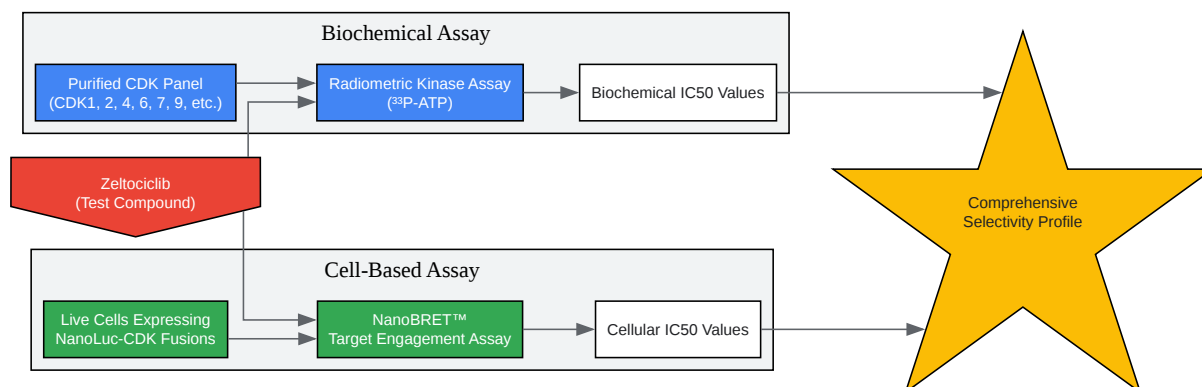 Biochemical Assay
Purified CDK Panel
(CDK1, 2, 4, 6, 7, 9, etc.)
Radiometric Kinase Assay
(³³P-ATP)
Biochemical IC50 Values
Zeltociclib
(Test Compound)
Comprehensive
Selectivity Profile
Cell-Based Assay
Live Cells Expressing
NanoLuc-CDK Fusions
NanoBRET™
Target Engagement Assay
Cellular IC50 Values